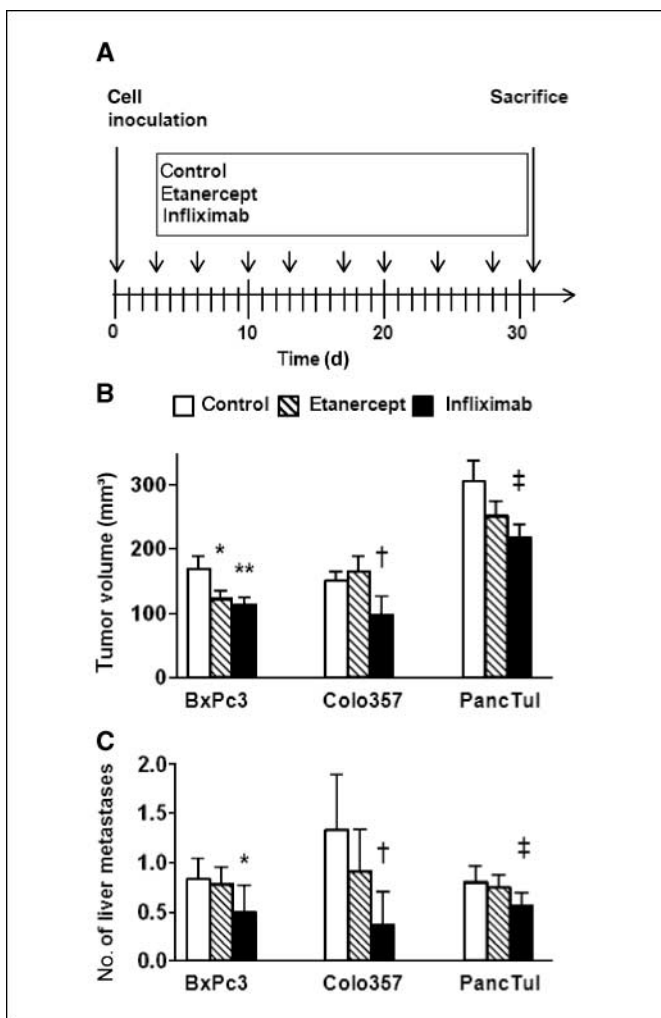 A
Cell
inoculation
Sacrifice
Control
Etanercept
Infliximab
0 10 20 30
Time (d)
B
Control Etanercept Infliximab
Tumor volume (mm³)
300
200
100
0
* ** † ‡
BxPc3 Colo357 PancTuI
C
No. of liver metastases
2.0
1.5
1.0
0.5
0.0
* † ‡
BxPc3 Colo357 PancTuI